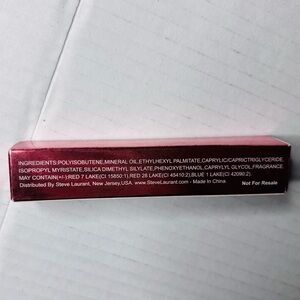 INGREDIENTS:POLYISOBUTENE,MINERAL OIL,ETHYLHEXYL PALMITATE,CAPRYLIC/CAPRICTRIGLYCERIDE,
ISOPROPYL MYRISTATE,SILICA DIMETHYL SILYLATE,PHENOXYETHANOL,CAPRYLYL GLYCOL,FRAGRANCE
MAY CONTAIN(+/-):RED 7 LAKE(CI 15850:1),RED 28 LAKE(CI 45410:2),BLUE 1 LAKE(CI 42090:2).
Distributed By Steve Laurant, New Jersey,USA. www.SteveLaurant.com - Made In China.
Not For Resale